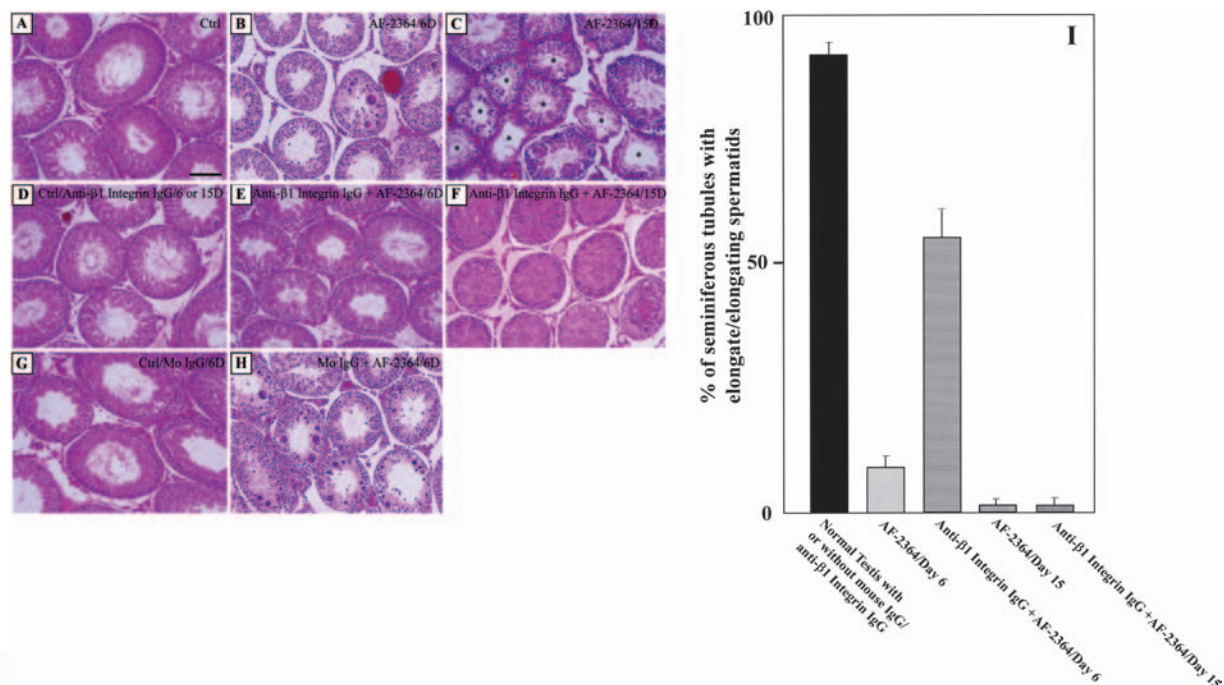 A Ctrl
B AF-2364/6D
C AF-2364/15D
D Ctrl/Anti-β1 Integrin IgG/6 or 15D
E Anti-β1 Integrin IgG + AF-2364/6D
F Anti-β1 Integrin IgG + AF-2364/15D
G Ctrl/Mo IgG/6D
H Mo IgG + AF-2364/6D
I
% of seminiferous tubules with
elongate/elongating spermatids
100
50
0
Normal Testis with
or without mouse IgG/
anti-β1 Integrin IgG
AF-2364/Day 6
Anti-β1 Integrin IgG + AF-2364/Day 6
AF-2364/Day 15
Anti-β1 Integrin IgG + AF-2364/Day 15